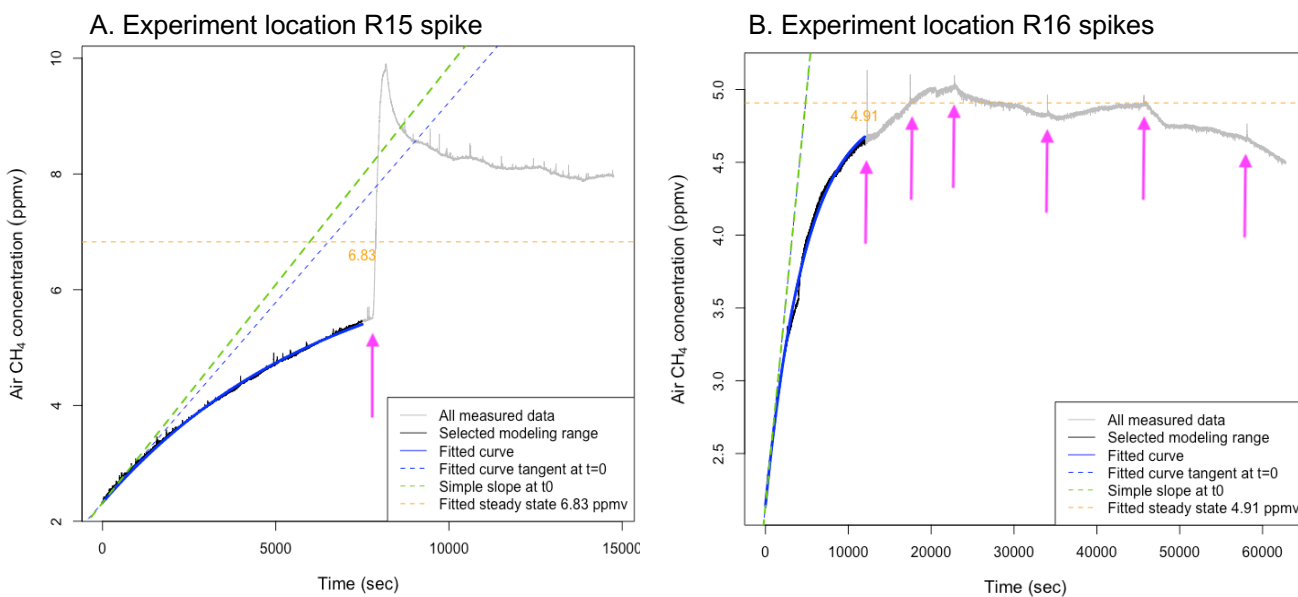 A. Experiment location R15 spike
Air CH4 concentration (ppmv)
10
8
6
4
2
6.83
All measured data
Selected modeling range
Fitted curve
Fitted curve tangent at t=0
Simple slope at t0
Fitted steady state 6.83 ppmv
0
5000
10000
15000
Time (sec)
B. Experiment location R16 spikes
Air CH4 concentration (ppmv)
5.0
4.5
4.0
3.5
3.0
2.5
4.91
All measured data
Selected modeling range
Fitted curve
Fitted curve tangent at t=0
Simple slope at t0
Fitted steady state 4.91 ppmv
0
10000
20000
30000
40000
50000
60000
Time (sec)